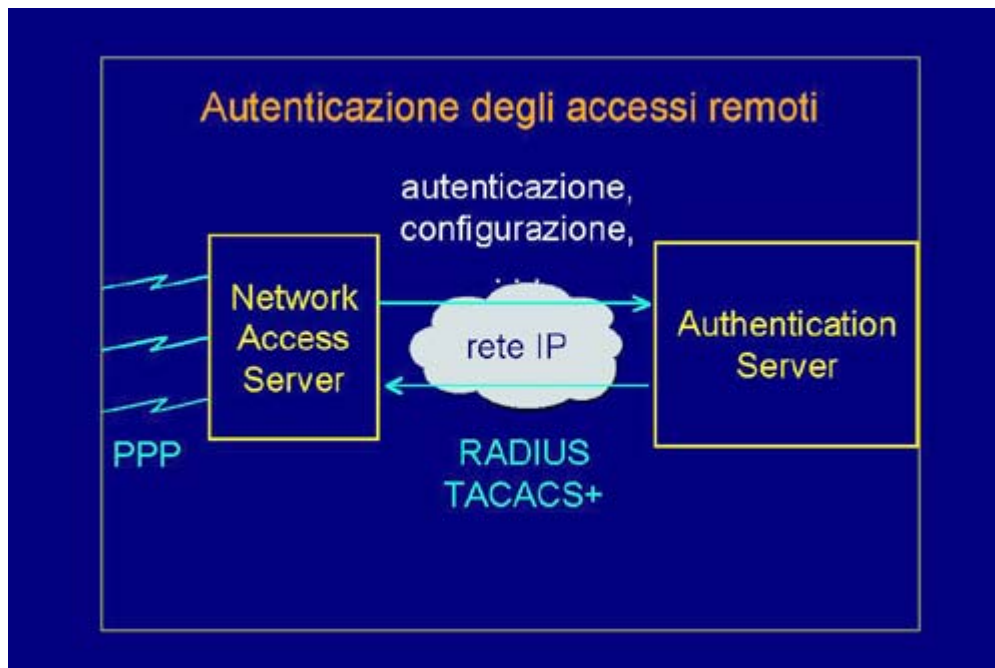 Autenticazione degli accessi remoti
autenticazione,
configurazione,
...
Network
Access
Server
rete IP
Authentication
Server
PPP
RADIUS
TACACS+